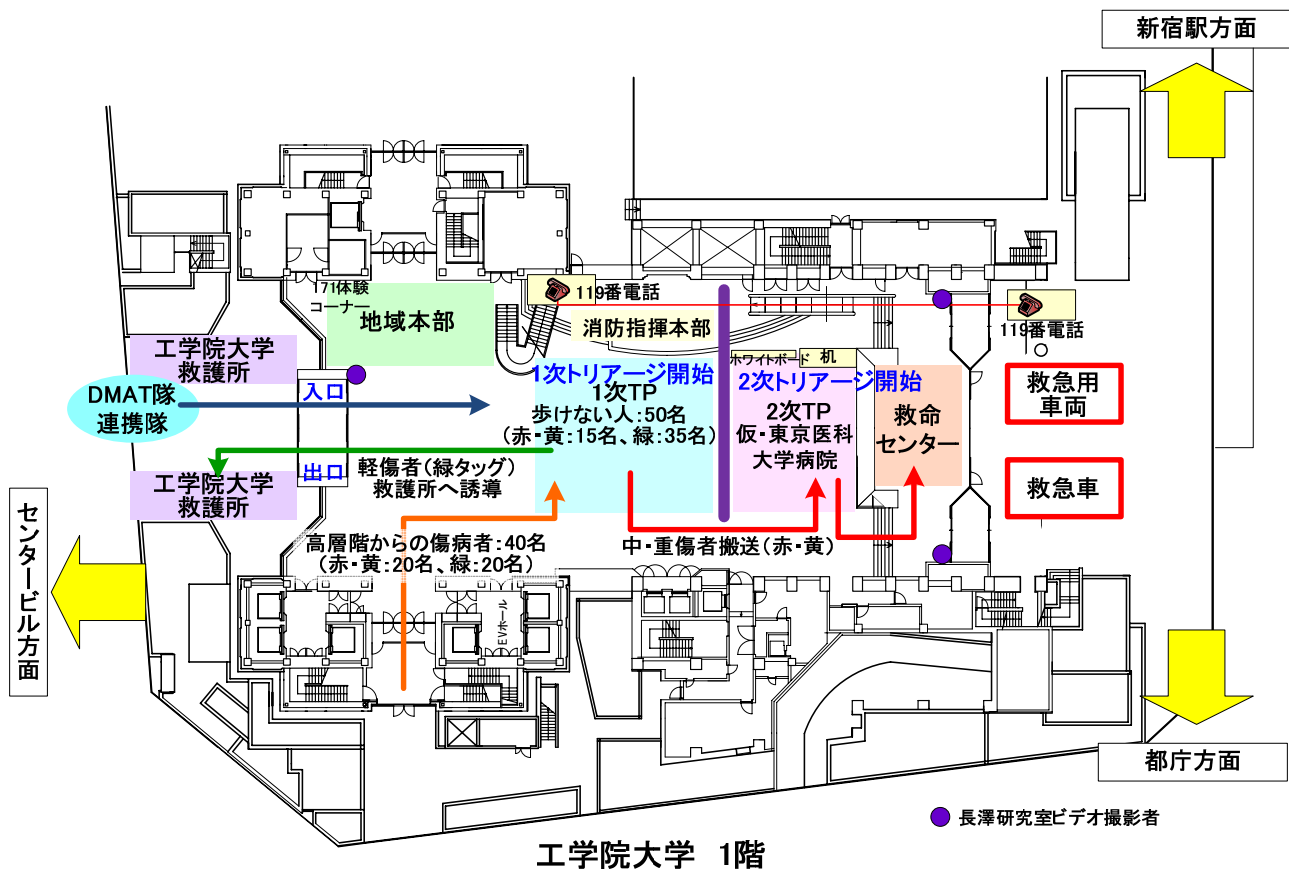 新宿駅方面
171体験
コーナー
地域本部
119番電話
消防指揮本部
119番電話
工学院大学
救護所
DMAT隊
連携隊
入口
出口
工学院大学
救護所
1次トリアージ開始
1次TP
歩けない人：50名
（赤・黄：15名、緑：35名）
ホワイトボード
机
2次トリアージ開始
2次TP
仮・東京医科
大学病院
救命
センター
救急用
車両
救急車
軽傷者（緑タッグ）
救護所へ誘導
高層階からの傷病者：40名
（赤・黄：20名、緑：20名）
中・重傷者搬送（赤・黄）
センタービル方面
EVホール
都庁方面
長澤研究室ビデオ撮影者
工学院大学 1階